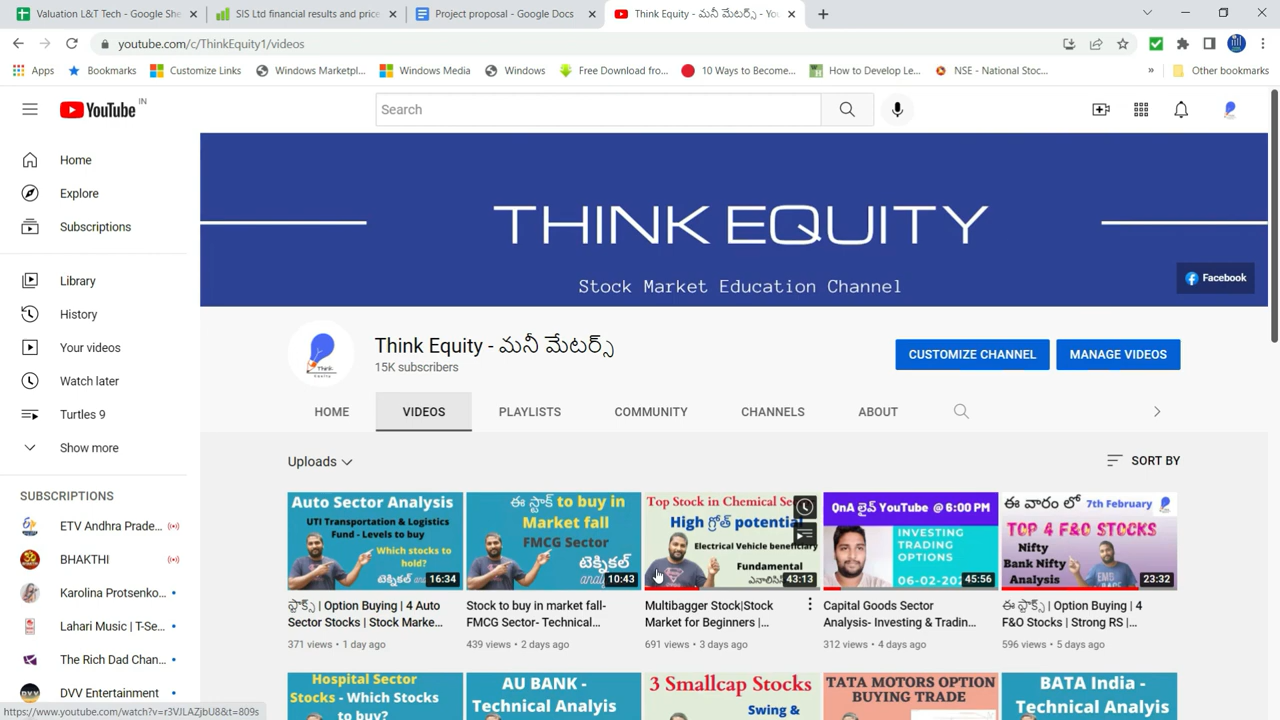 Valuation L&T Tech - Google She
SIS Ltd financial results and price
Project proposal - Google Docs
Think Equity - మనీ మేటర్స్ - You
youtube.com/c/ThinkEquity1/videos
Apps
Bookmarks
Customize Links
Windows Marketpl...
Windows Media
Windows
Free Download fro...
10 Ways to Become...
How to Develop Le...
NSE - National Stoc...
»
Other bookmarks
YouTube IN
Search
Home
Explore
Subscriptions
Library
History
Your videos
Watch later
Turtles 9
Show more
SUBSCRIPTIONS
ETV Andhra Prade...
BHAKTHI
Karolina Protsenko...
Lahari Music | T-Se...
The Rich Dad Chan...
DVV Entertainment
https://www.youtube.com/watch?v=r3VJLAZjbU8&t=809s
THINK EQUITY
Stock Market Education Channel
Facebook
Think Equity - మనీ మేటర్స్
15K subscribers
CUSTOMIZE CHANNEL
MANAGE VIDEOS
HOME
VIDEOS
PLAYLISTS
COMMUNITY
CHANNELS
ABOUT
Uploads
SORT BY
Auto Sector Analysis
UTI Transportation & Logistics
Fund - Levels to buy
Which stocks to
hold?
16:34
ఈ స్టాక్ to buy in
Market fall
FMCG Sector
టెక్నికల్
10:43
Top Stock in Chemical Se
High గ్రోత్ potential
Electrical Vehicle beneficiary
Fundamental
43:13
QnA లైవ్ YouTube @ 6:00 PM
INVESTING
TRADING
OPTIONS
06-02-
45:56
ఈ వారం లో 7th February
TOP 4 F&O STOCKS
Nifty
Bank Nifty
Analysis
23:32
ఫ్రాక్స్ | Option Buying | 4 Auto
Sector Stocks | Stock Marke...
371 views • 1 day ago
Stock to buy in market fall-
FMCG Sector- Technical...
439 views • 2 days ago
Multibagger Stock|Stock
Market for Beginners |...
691 views • 3 days ago
Capital Goods Sector
Analysis- Investing & Tradin...
312 views • 4 days ago
F&O Stocks | Strong RS |...
596 views • 5 days ago
Hospital Sector
Stocks - Which Stocks
to buy?
AU BANK -
Technical Analyis
3 Smallcap Stocks
Swing &
TATA MOTORS OPTION
BUYING TRADE
BATA India -
Technical Analysis